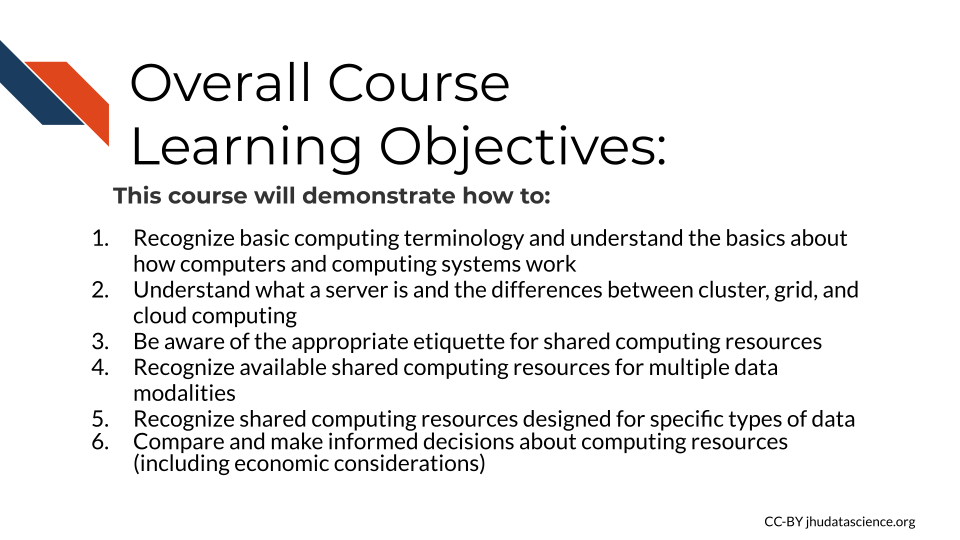 Overall Course
Learning Objectives:
This course will demonstrate how to:
1. Recognize basic computing terminology and understand the basics about
how computers and computing systems work
2. Understand what a server is and the differences between cluster, grid, and
cloud computing
3. Be aware of the appropriate etiquette for shared computing resources
4. Recognize available shared computing resources for multiple data
modalities
5. Recognize shared computing resources designed for specific types of data
6. Compare and make informed decisions about computing resources
(including economic considerations)
CC-BY jhudatascience.org